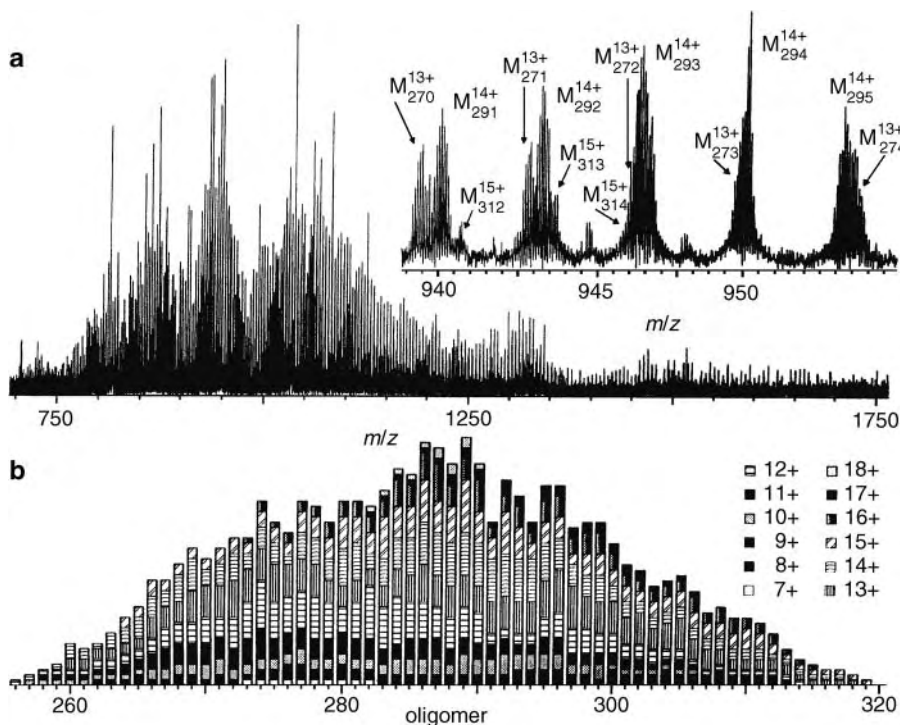 a
M13+270
M14+291
M15+312
M13+271
M14+292
M15+313
M13+272
M14+293
M15+314
M14+294
M13+273
M14+295
M13+274
940 945 950
m/z
750 1250 1750
m/z
b
12+ 18+
11+ 17+
10+ 16+
9+ 15+
8+ 14+
7+ 13+
260 280 300 320
oligomer